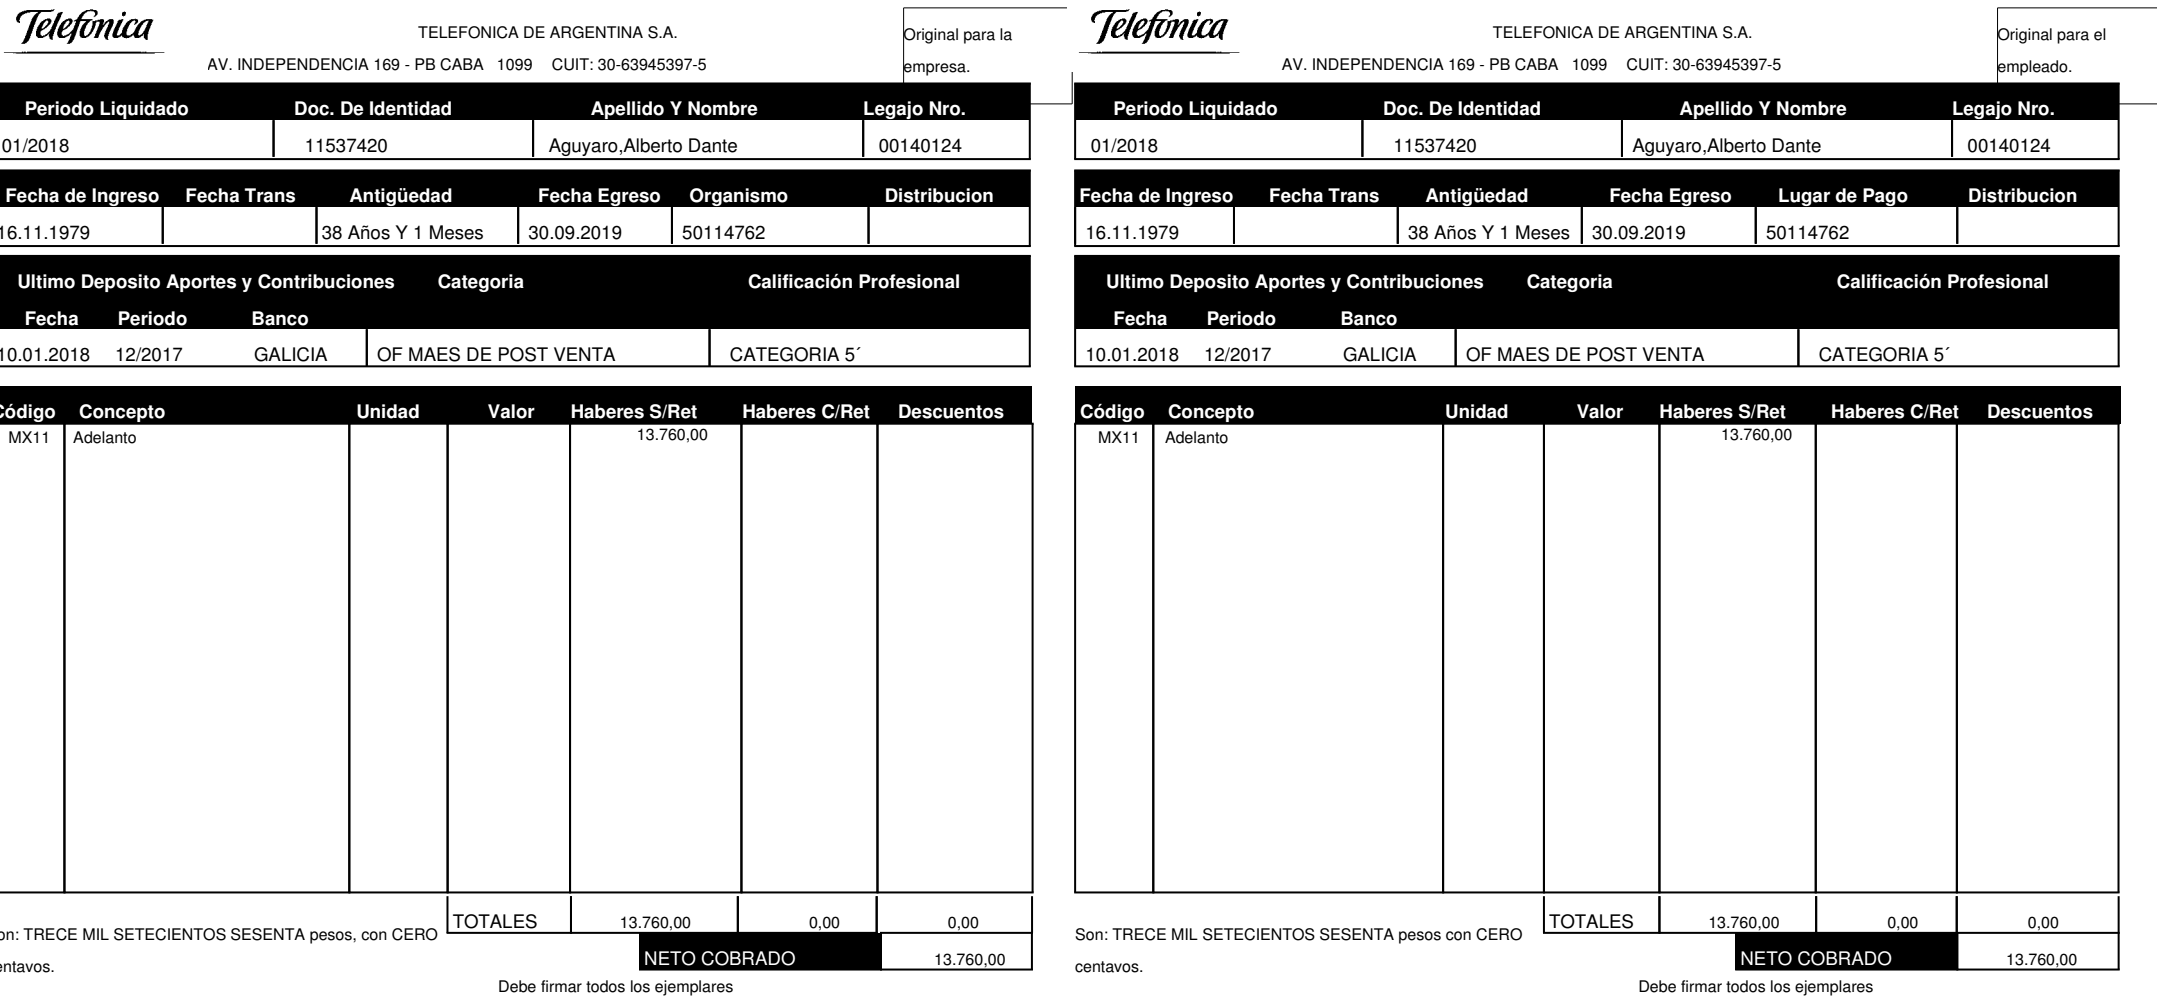 Telefónica
TELEFONICA DE ARGENTINA S.A.
AV. INDEPENDENCIA 169 - PB CABA 1099 CUIT: 30-63945397-5
Original para la
empresa.
Periodo Liquidado Doc. De Identidad Apellido Y Nombre Legajo Nro.
01/2018 11537420 Aguyaro,Alberto Dante 00140124
Fecha de Ingreso Fecha Trans Antigüedad Fecha Egreso Organismo Distribucion
16.11.1979 38 Años Y 1 Meses 30.09.2019 50114762
Ultimo Deposito Aportes y Contribuciones Categoria Calificación Profesional
Fecha Periodo Banco
10.01.2018 12/2017 GALICIA OF MAES DE POST VENTA CATEGORIA 5´
Código Concepto Unidad Valor Haberes S/Ret Haberes C/Ret Descuentos
MX11 Adelanto 13.760,00
TOTALES 13.760,00 0,00 0,00
on: TRECE MIL SETECIENTOS SESENTA pesos, con CERO
entavos.
NETO COBRADO 13.760,00
Debe firmar todos los ejemplares
Telefónica
TELEFONICA DE ARGENTINA S.A.
AV. INDEPENDENCIA 169 - PB CABA 1099 CUIT: 30-63945397-5
Original para el
empleado.
Periodo Liquidado Doc. De Identidad Apellido Y Nombre Legajo Nro.
01/2018 11537420 Aguyaro,Alberto Dante 00140124
Fecha de Ingreso Fecha Trans Antigüedad Fecha Egreso Lugar de Pago Distribucion
16.11.1979 38 Años Y 1 Meses 30.09.2019 50114762
Ultimo Deposito Aportes y Contribuciones Categoria Calificación Profesional
Fecha Periodo Banco
10.01.2018 12/2017 GALICIA OF MAES DE POST VENTA CATEGORIA 5´
Código Concepto Unidad Valor Haberes S/Ret Haberes C/Ret Descuentos
MX11 Adelanto 13.760,00
TOTALES 13.760,00 0,00 0,00
Son: TRECE MIL SETECIENTOS SESENTA pesos con CERO
centavos.
NETO COBRADO 13.760,00
Debe firmar todos los ejemplares